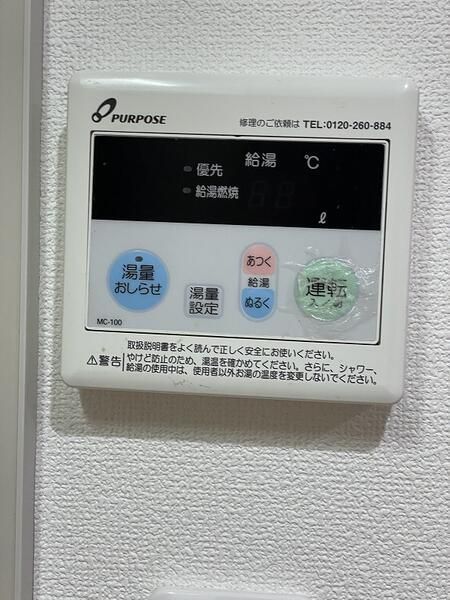 PURPOSE
修理のご依頼は TEL:0120-260-884
給湯 ℃
優先
給湯燃焼
ℓ
湯量
おしらせ
湯量
設定
あつく
給湯
ぬるく
運転
MC-100
取扱説明書をよく読んで正しく安全にお使いください。
⚠警告
やけど防止のため、湯温を確かめてください。さらに、シャワー、
給湯の使用中は、使用者以外お湯の温度を変更しないでください。